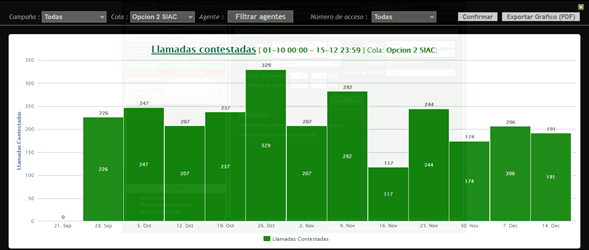 Campaña : Todas Cola : Opcion 2 SIAC Agente : Filtrar agentes Número de acceso : Todas Confirmar Exportar Gráfico (PDF)
Llamadas contestadas [ 01-10 00:00 - 15-12 23:59 ] Cola: Opcion 2 SIAC;
Llamadas Contestadas
350
300
250
200
150
100
50
0
0 226 247 207 237 329 207 282 117 244 174 206 191
226 247 207 237 329 207 282 117 244 174 206 191
21. Sep 28. Sep 5. Oct 12. Oct 19. Oct 26. Oct 2. Nov 9. Nov 16. Nov 23. Nov 30. Nov 7. Dec 14. Dec
Llamadas Contestadas